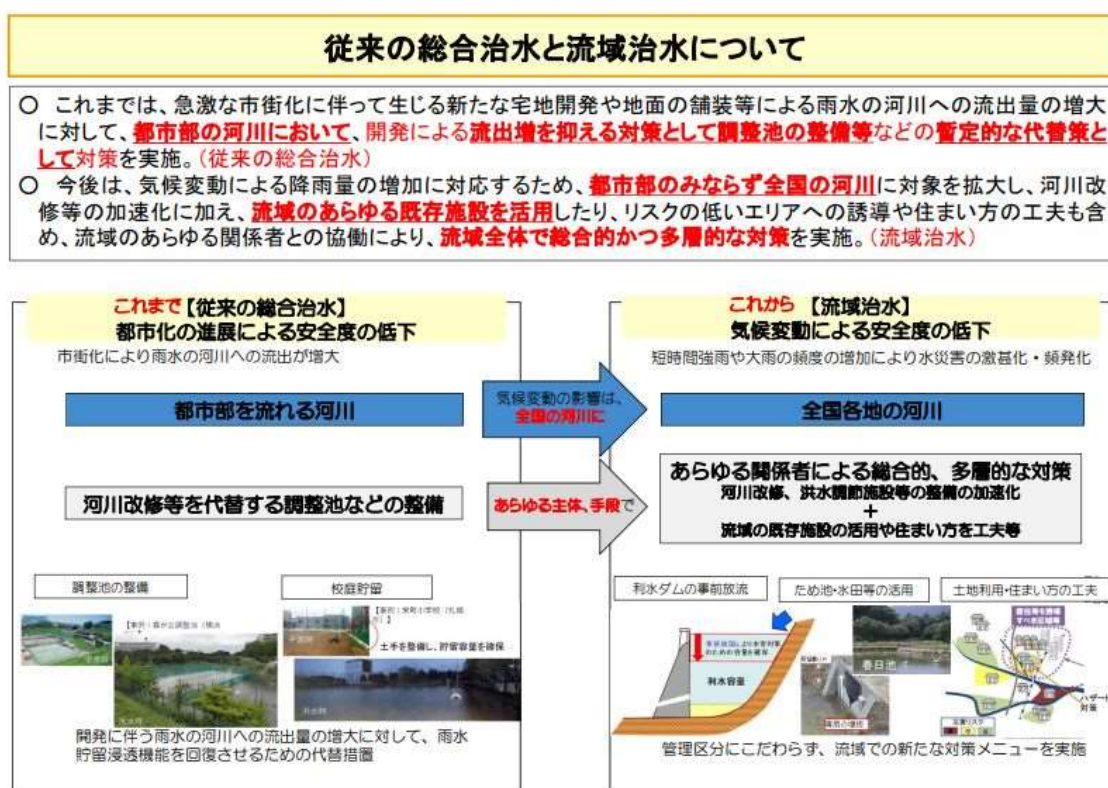 従来の総合治水と流域治水について
○ これまでは、急激な市街化に伴って生じる新たな宅地開発や地面の舗装等による雨水の河川への流出量の増大
に対して、都市部の河川において、開発による流出増を抑える対策として調整池の整備等などの暫定的な代替策と
して対策を実施。（従来の総合治水）
○ 今後は、気候変動による降雨量の増加に対応するため、都市部のみならず全国の河川に対象を拡大し、河川改
修等の加速化に加え、流域のあらゆる既存施設を活用したり、リスクの低いエリアへの誘導や住まい方の工夫も含
め、流域のあらゆる関係者との協働により、流域全体で総合的かつ多層的な対策を実施。（流域治水）
これまで【従来の総合治水】
都市化の進展による安全度の低下
市街化により雨水の河川への流出が増大
都市部を流れる河川
河川改修等を代替する調整池などの整備
調整池の整備
校庭貯留
土手を整備し、貯留容量を確保
開発に伴う雨水の河川への流出量の増大に対して、雨水
貯留浸透機能を回復させるための代替措置
気候変動の影響は、
全国の河川に
あらゆる主体、手段で
これから【流域治水】
気候変動による安全度の低下
短時間強雨や大雨の頻度の増加により水災害の激甚化・頻発化
全国各地の河川
あらゆる関係者による総合的、多層的な対策
河川改修、洪水調節施設等の整備の加速化
+
流域の既存施設の活用や住まい方を工夫等
利水ダムの事前放流
ため池・水田等の活用
土地利用・住まい方の工夫
のための容量を確保
利水容量
春日池
ハザード
対策
管理区分にこだわらず、流域での新たな対策メニューを実施